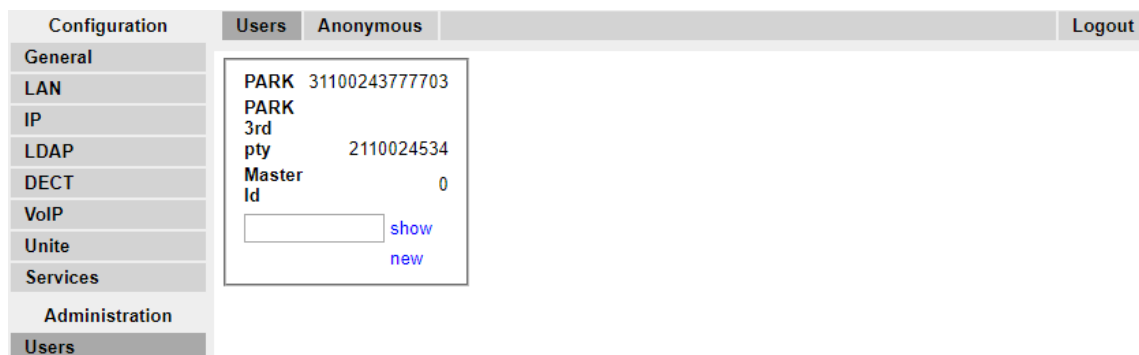 Configuration
Users Anonymous Logout
General
LAN
IP
LDAP
DECT
VoIP
Unite
Services
Administration
Users
PARK 31100243777703
PARK
3rd
pty 2110024534
Master
Id 0
show
new